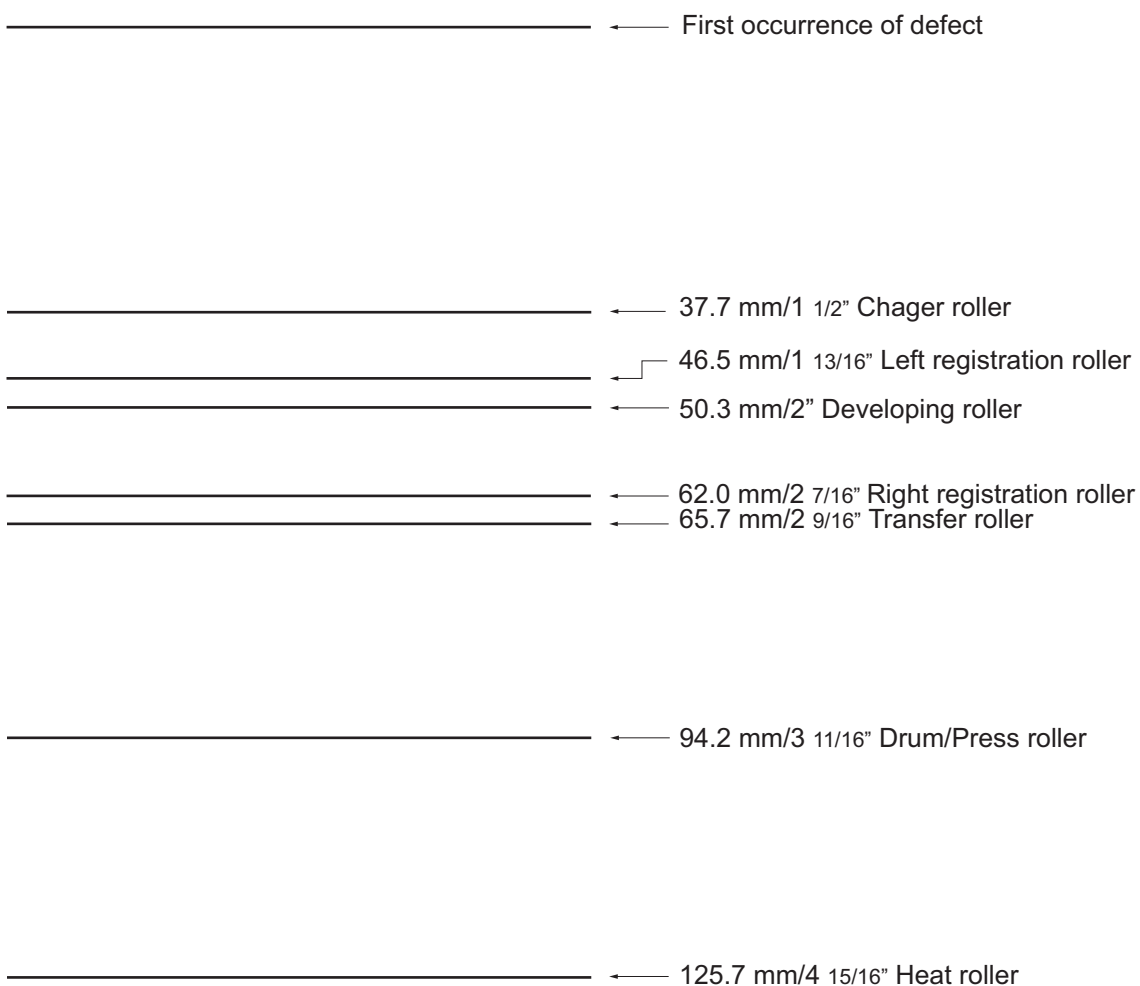 First occurrence of defect
37.7 mm/1 1/2” Chager roller
46.5 mm/1 13/16” Left registration roller
50.3 mm/2” Developing roller
62.0 mm/2 7/16” Right registration roller
65.7 mm/2 9/16” Transfer roller
94.2 mm/3 11/16” Drum/Press roller
125.7 mm/4 15/16” Heat roller